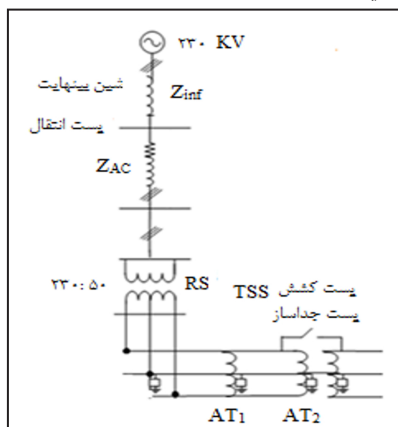 ۲۳۰ KV
شین بینهایت
Zinf
پست انتقال
ZAC
۲۳۰:۵۰
RS
TSS پست کشش
پست جداساز
AT1
AT2